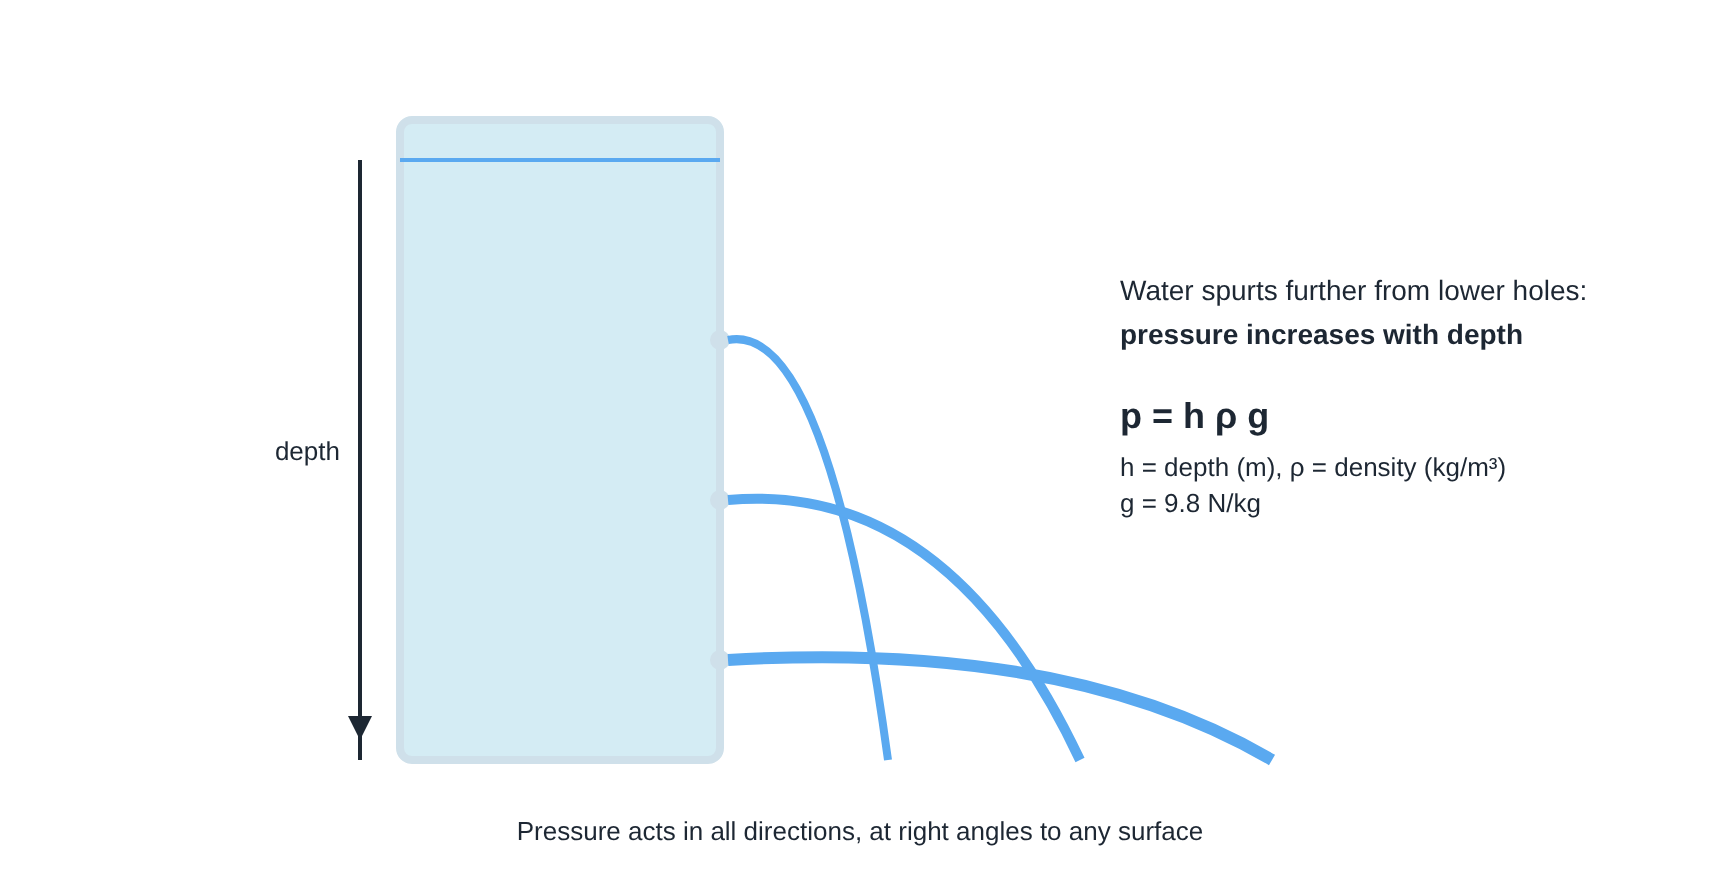 Water spurts further from lower holes:
pressure increases with depth
p = h ρ g
depth
h = depth (m), ρ = density (kg/m³)
g = 9.8 N/kg
Pressure acts in all directions, at right angles to any surface